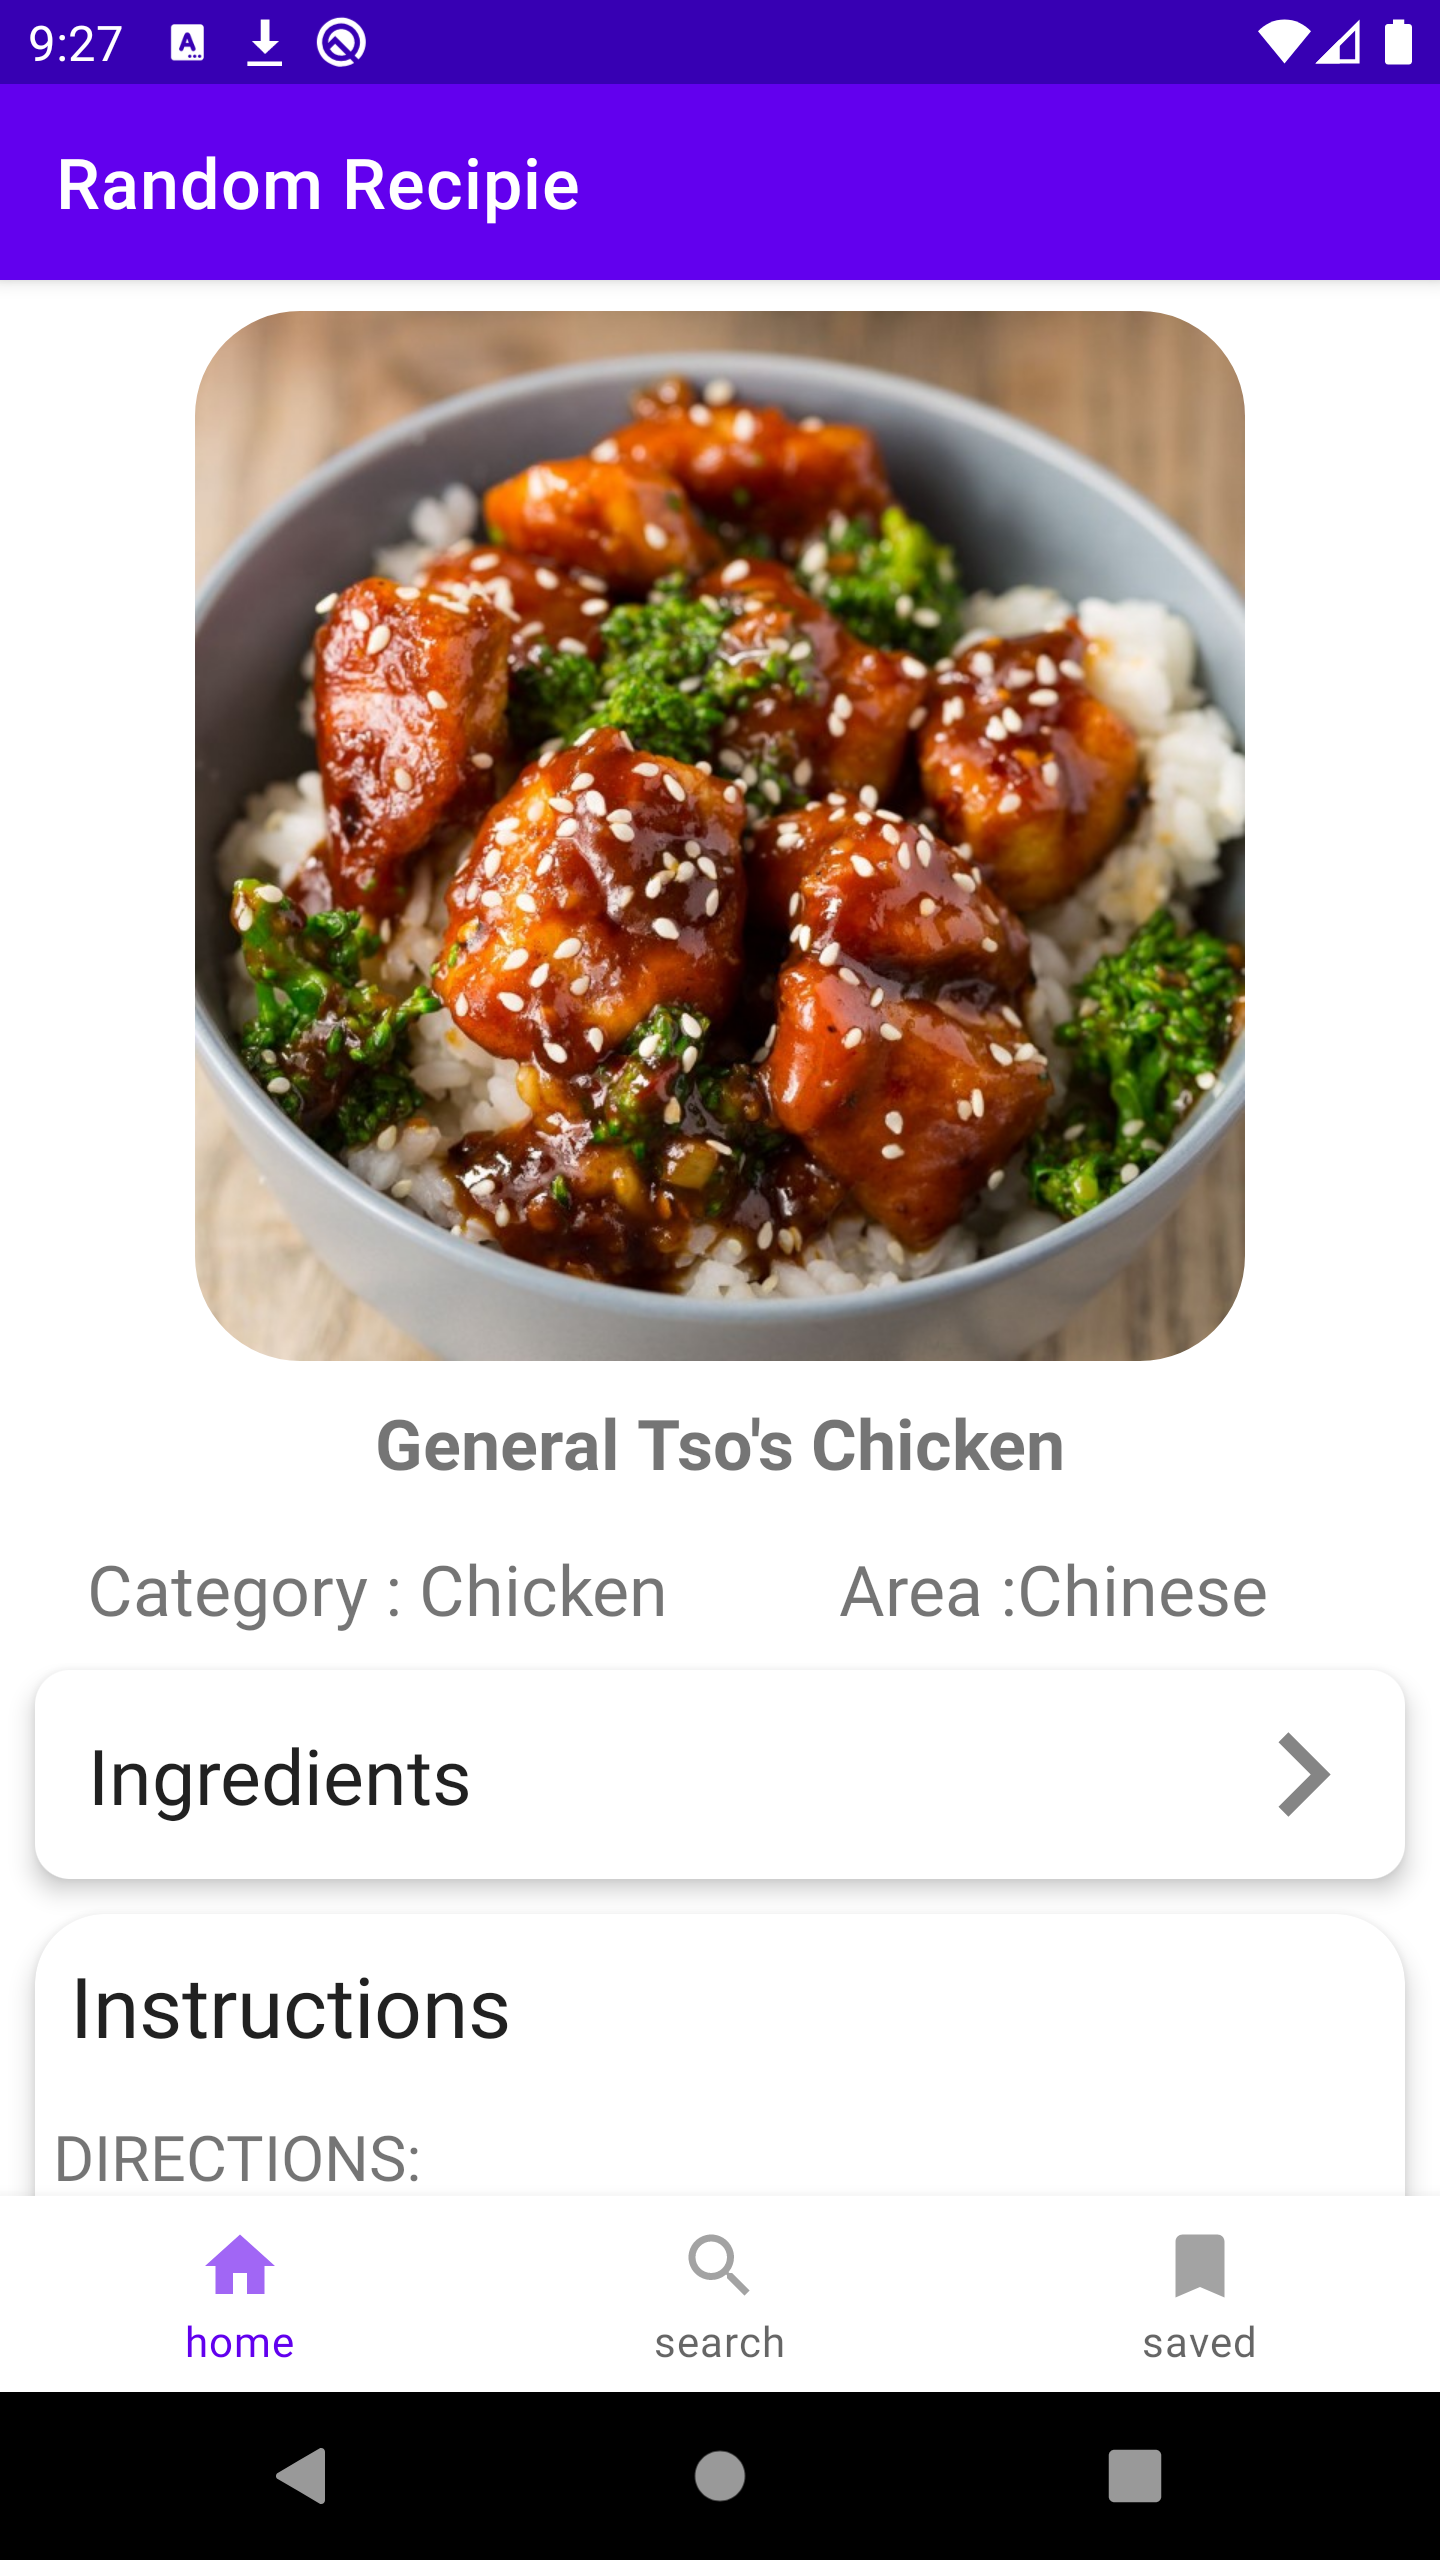 9:27
Random Recipie
General Tso's Chicken
Category : Chicken
Area :Chinese
Ingredients
Instructions
DIRECTIONS:
home
search
saved